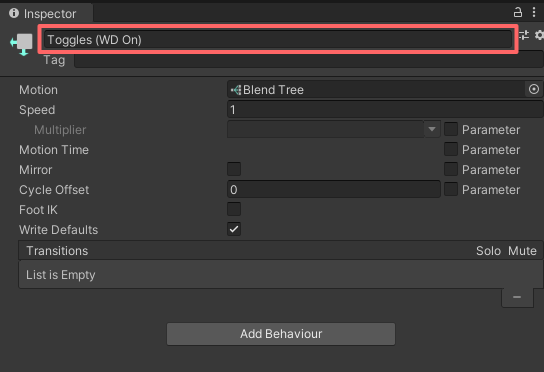 Inspector
Toggles (WD On)
Tag
Motion Blend Tree
Speed 1
Multiplier Parameter
Motion Time Parameter
Mirror Parameter
Cycle Offset 0 Parameter
Foot IK
Write Defaults
Transitions Solo Mute
List is Empty
Add Behaviour